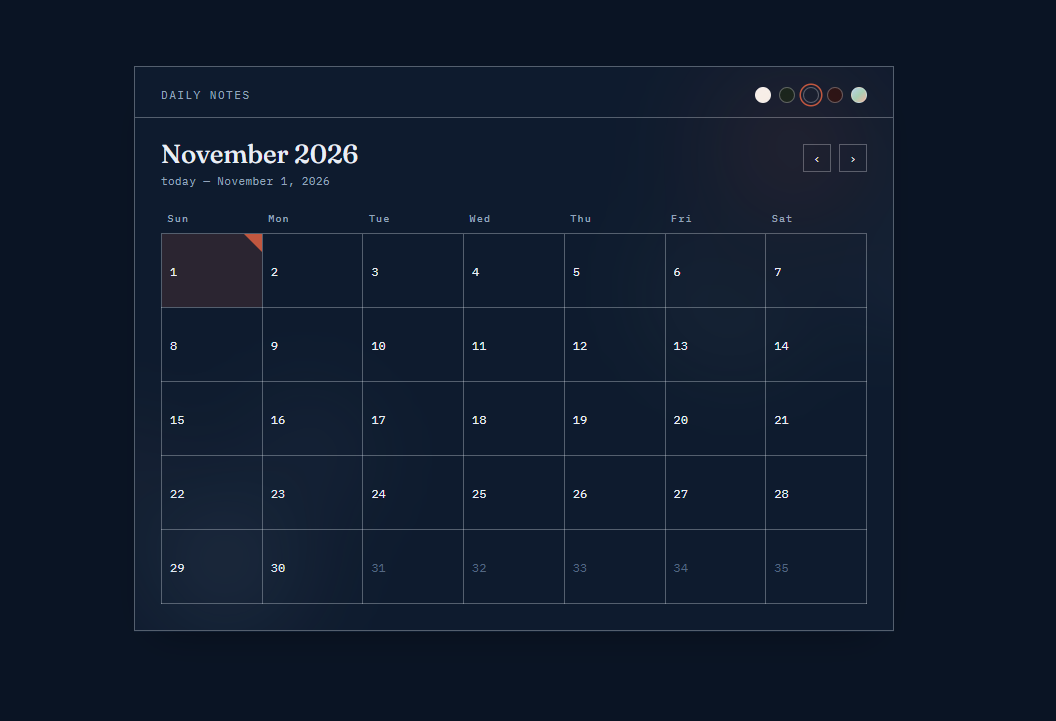 DAILY NOTES
November 2026
‹ ›
today — November 1, 2026
Sun Mon Tue Wed Thu Fri Sat
1 2 3 4 5 6 7
8 9 10 11 12 13 14
15 16 17 18 19 20 21
22 23 24 25 26 27 28
29 30 31 32 33 34 35